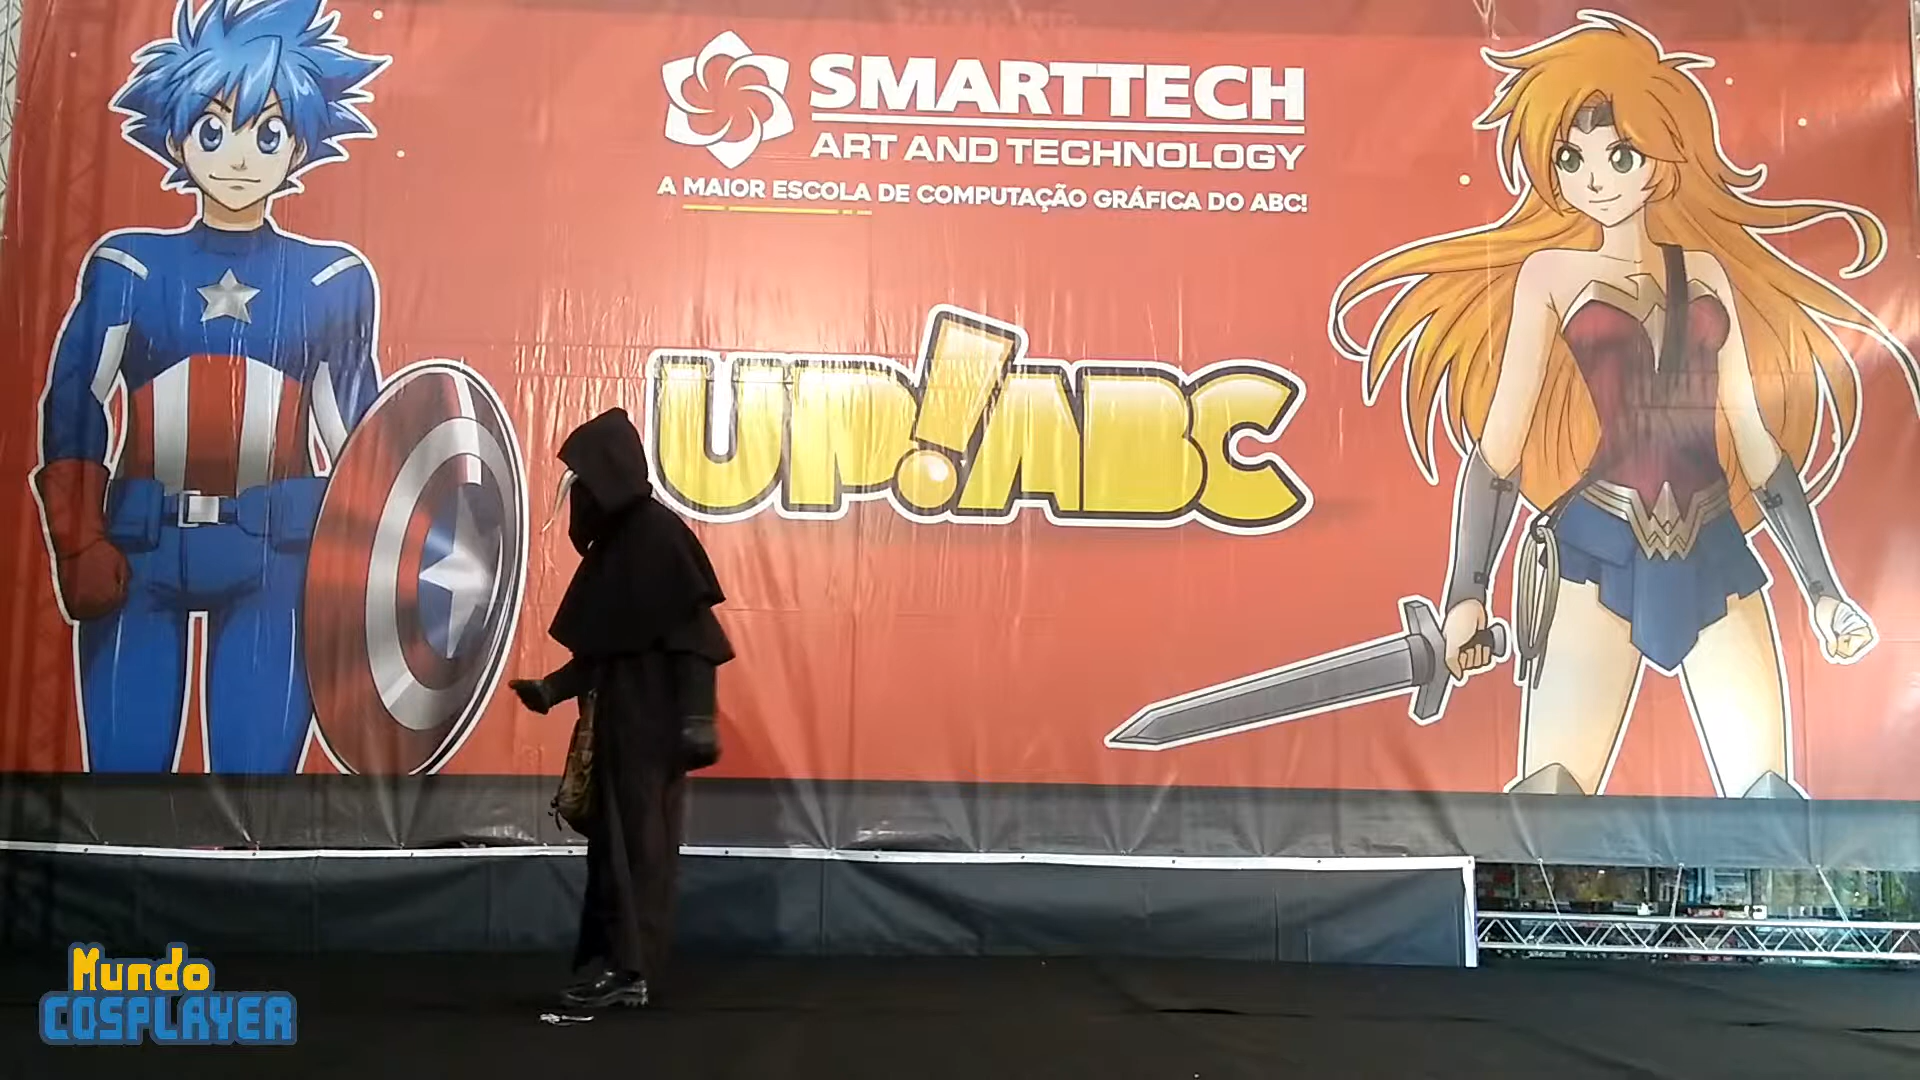 SMARTTECH
ART AND TECHNOLOGY
A MAIOR ESCOLA DE COMPUTAÇÃO GRÁFICA DO ABC!
UP!ABC
Mundo
COSPLAYER